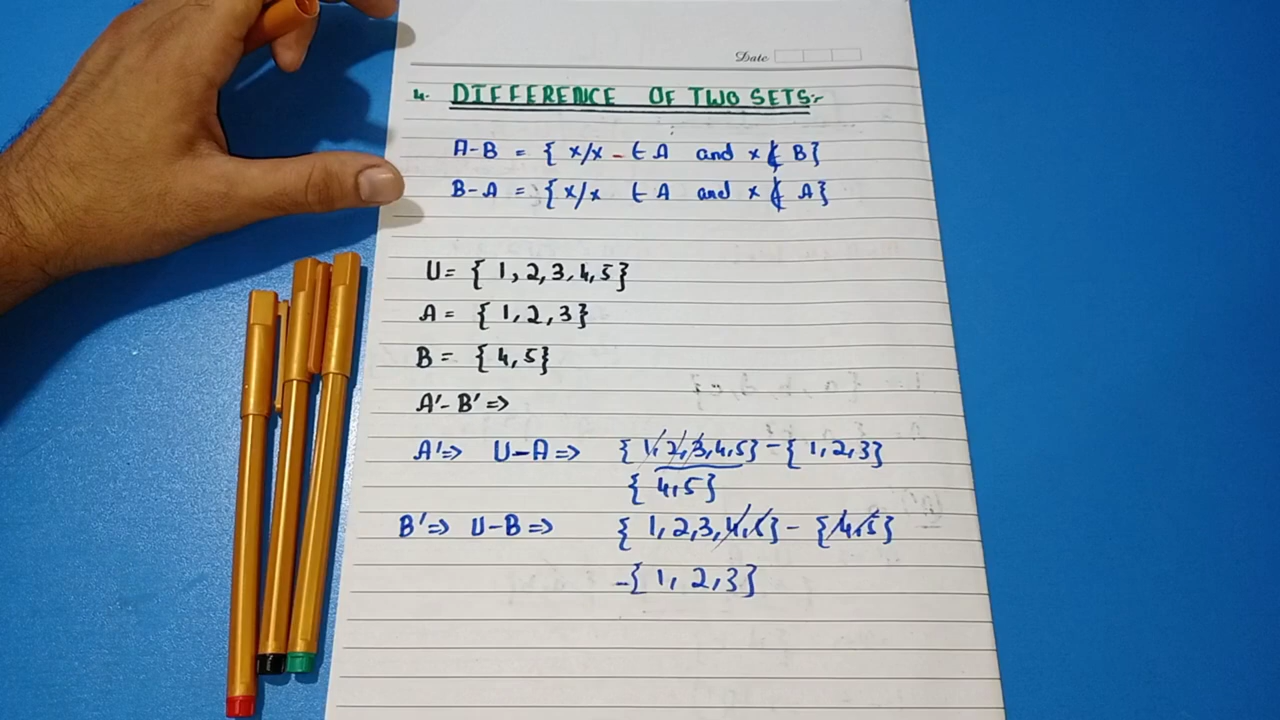 Date
4. DIFFERENCE OF TWO SETS:-
A-B = { x/x - ∈ A and x ∉ B}
B-A = {x/x ∈ A and x ∉ A}
U= { 1,2,3,4,5}
A= { 1,2,3}
B= { 4,5}
A'-B'⇒
A'⇒ U-A⇒ { 1,2,3,4,5} - { 1,2,3}
{ 4,5}
B'⇒ U-B⇒ { 1,2,3,4,5} - {4,5}
-{ 1,2,3}